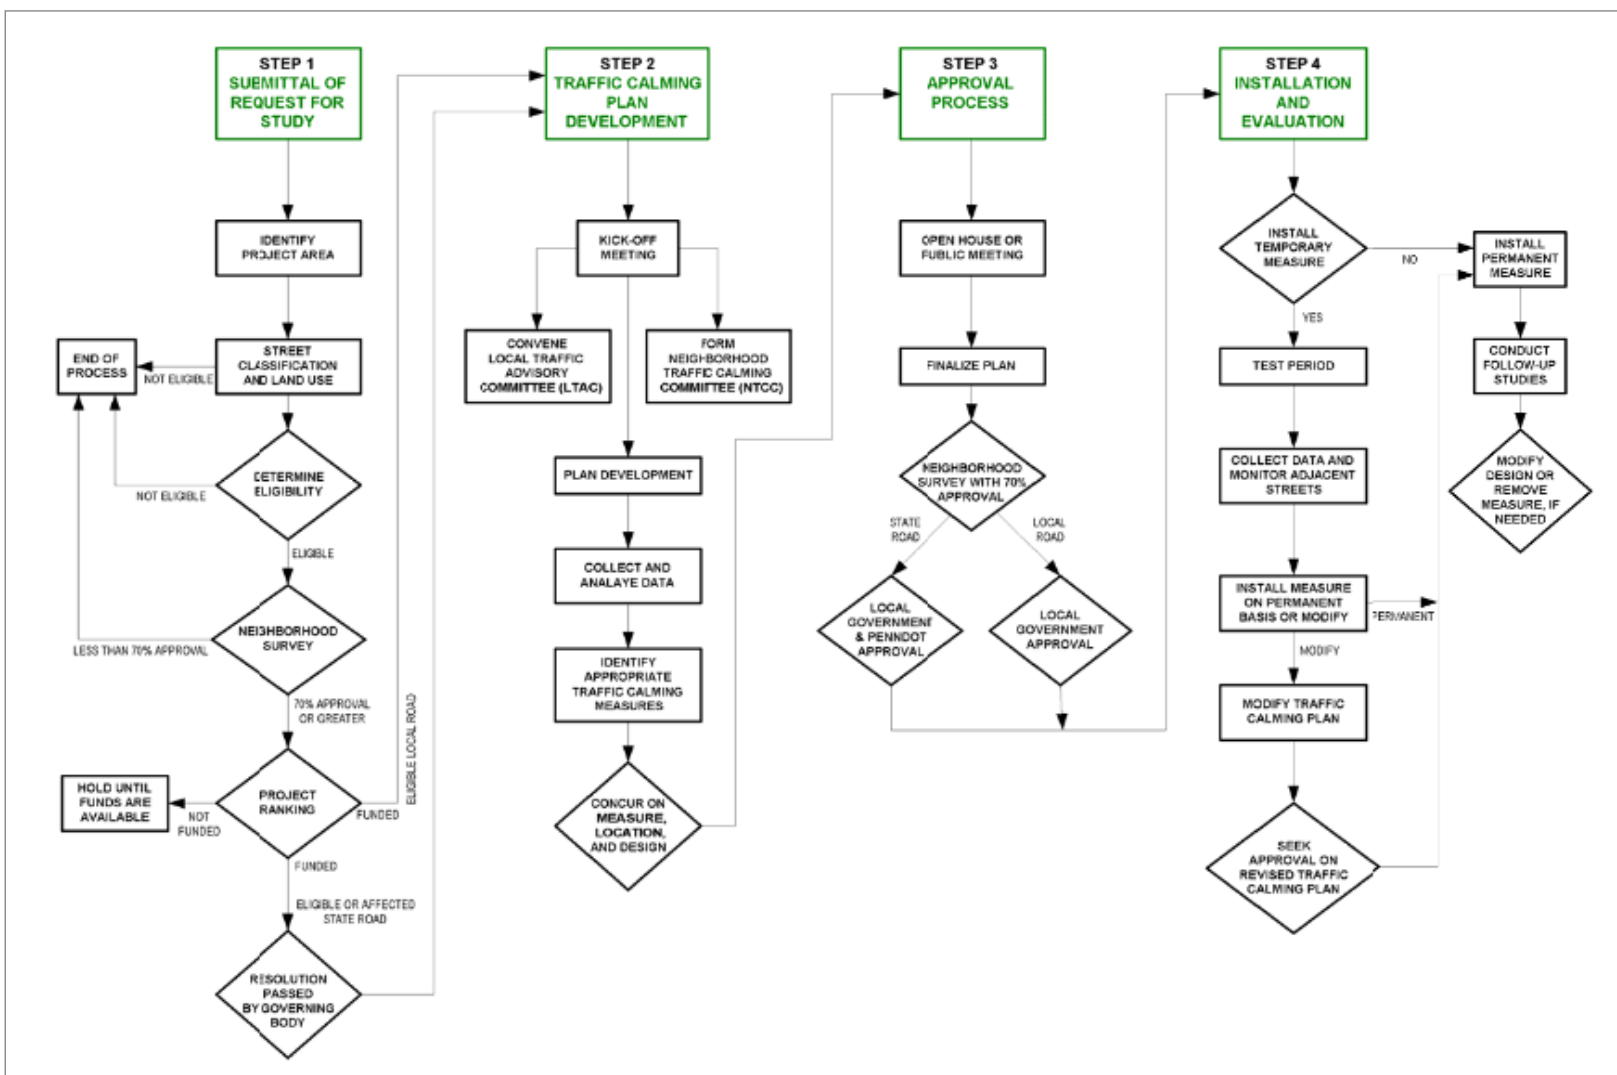 STEP 1
SUBMITTAL OF
REQUEST FOR
STUDY
IDENTIFY
PROJECT AREA
STREET
CLASSIFICATION
AND LAND USE
END OF
PROCESS
NOT ELIGIBLE
DETERMINE
ELIGIBILITY
NOT ELIGIBLE
ELIGIBLE
NEIGHBORHOOD
SURVEY
LESS THAN 70% APPROVAL
70% APPROVAL
OR GREATER
PROJECT
RANKING
HOLD UNTIL
FUNDS ARE
AVAILABLE
NOT
FUNDED
FUNDED
ELIGIBLE LOCAL ROAD
FUNDED
ELIGIBLE OR AFFECTED
STATE ROAD
RESOLUTION
PASSED
BY GOVERNING
BODY
STEP 2
TRAFFIC CALMING
PLAN
DEVELOPMENT
KICK-OFF
MEETING
CONVENE
LOCAL TRAFFIC
ADVISORY
COMMITTEE (LTAC)
FORM
NEIGHBORHOOD
TRAFFIC CALMING
COMMITTEE (NTCC)
PLAN DEVELOPMENT
COLLECT AND
ANALAYE DATA
IDENTIFY
APPROPRIATE
TRAFFIC CALMING
MEASURES
CONCUR ON
MEASURE,
LOCATION,
AND DESIGN
STEP 3
APPROVAL
PROCESS
OPEN HOUSE OR
PUBLIC MEETING
FINALIZE PLAN
NEIGHBORHOOD
SURVEY WITH 70%
APPROVAL
STATE
ROAD
LOCAL
ROAD
LOCAL
GOVERNMENT
& PENNDOT
APPROVAL
LOCAL
GOVERNMENT
APPROVAL
STEP 4
INSTALLATION
AND
EVALUATION
INSTALL
TEMPORARY
MEASURE
NO
YES
INSTALL
PERMANENT
MEASURE
CONDUCT
FOLLOW-UP
STUDIES
MODIFY
DESIGN OR
REMOVE
MEASURE, IF
NEEDED
TEST PERIOD
COLLECT DATA AND
MONITOR ADJACENT
STREETS
INSTALL MEASURE
ON PERMANENT
BASIS OR MODIFY
PERMANENT
MODIFY
MODIFY TRAFFIC
CALMING PLAN
SEEK
APPROVAL ON
REVISED TRAFFIC
CALMING PLAN